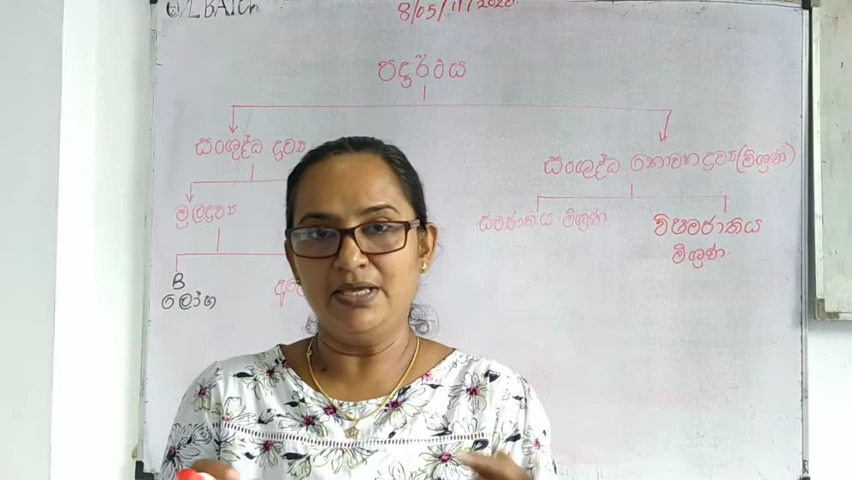 O/L BATCH
8/05/11/2020
පදාර්ථය
සංශුද්ධ ද්‍රව්‍ය
සංශුද්ධ නොවන ද්‍රව්‍ය(මිශ්‍රණ)
මූලද්‍රව්‍ය
සමජාතිය මිශ්‍රණ
විෂමජාතිය
මිශ්‍රණ.
B
ලෝහ